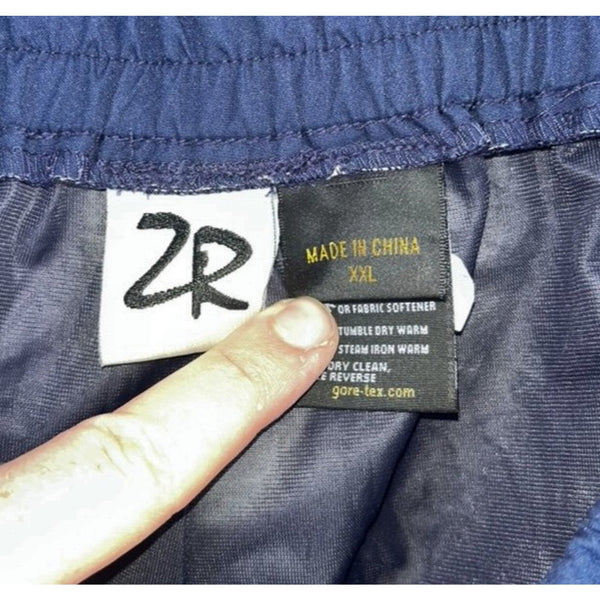 ZR
MADE IN CHINA
XXL
OR FABRIC SOFTENER
TUMBLE DRY WARM
STEAM IRON WARM
DRY CLEAN,
REVERSE
gore-tex.com